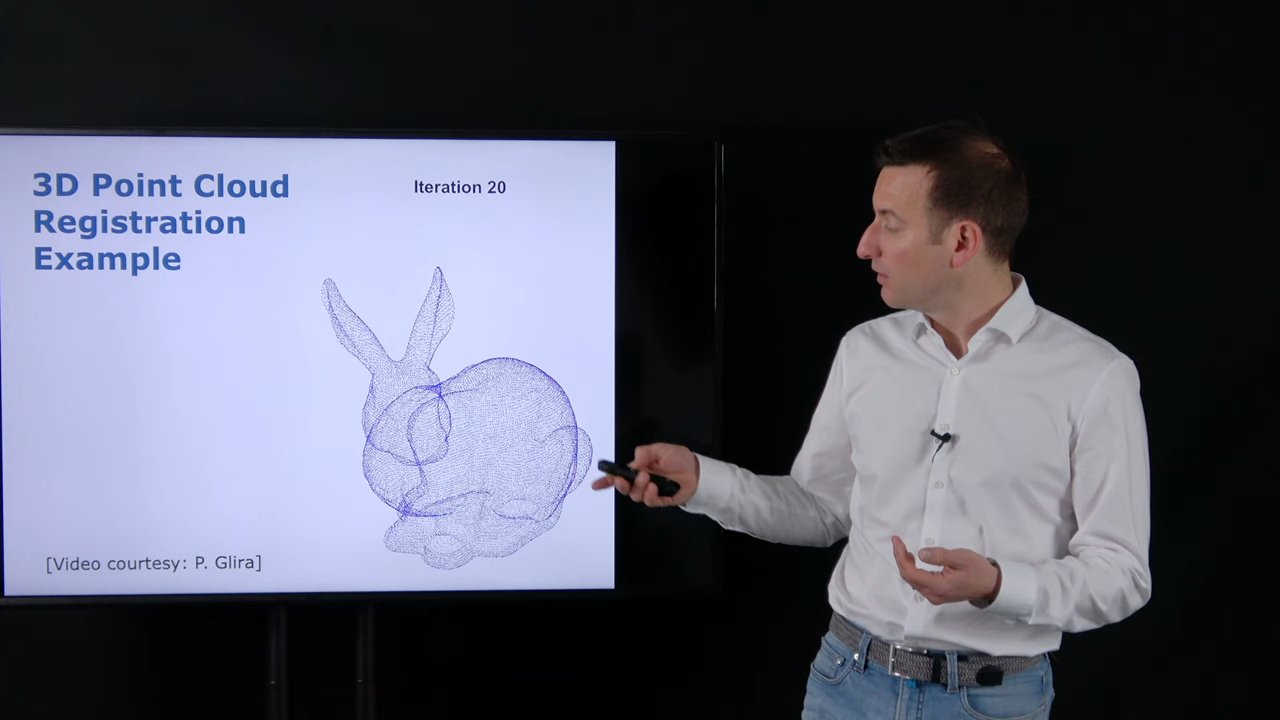 3D Point Cloud
Registration
Example
Iteration 20
[Video courtesy: P. Glira]